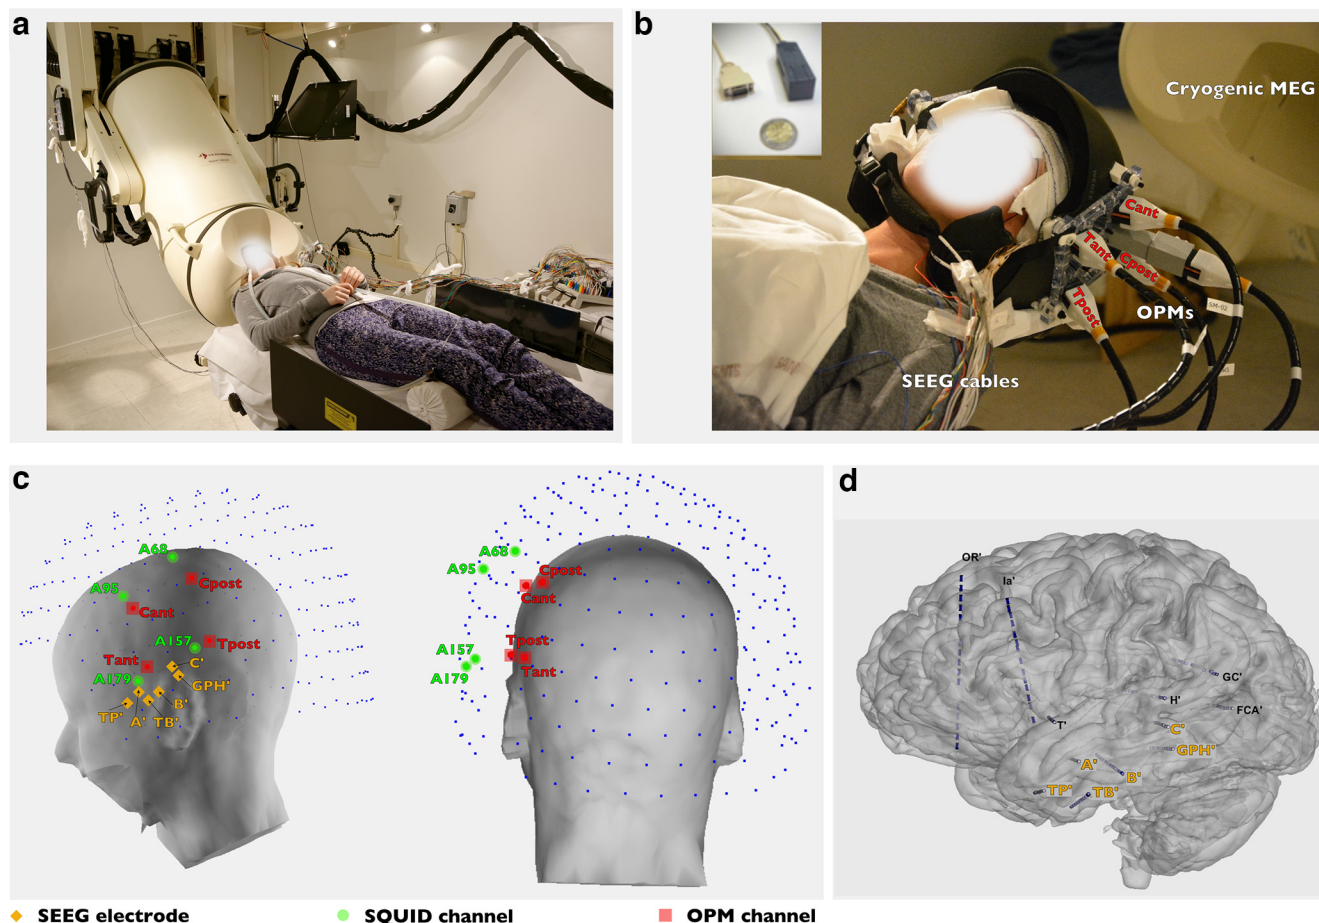 a
b
Cryogenic MEG
Cant
Tant
Cpost
Tpost
SM-02
OPMs
SEEG cables
c
A68
Cpost
A95
Cant
A157
Tpost
Tant
C'
A179
GPH'
B'
TP'
A'
TB'
A68
A95
Cpost
Cant
Tpost
A157
Tant
A179
d
OR'
Ia'
GC'
H'
FCA'
T'
C'
GPH'
A'
B'
TP'
TB'
SEEG electrode
SQUID channel
OPM channel